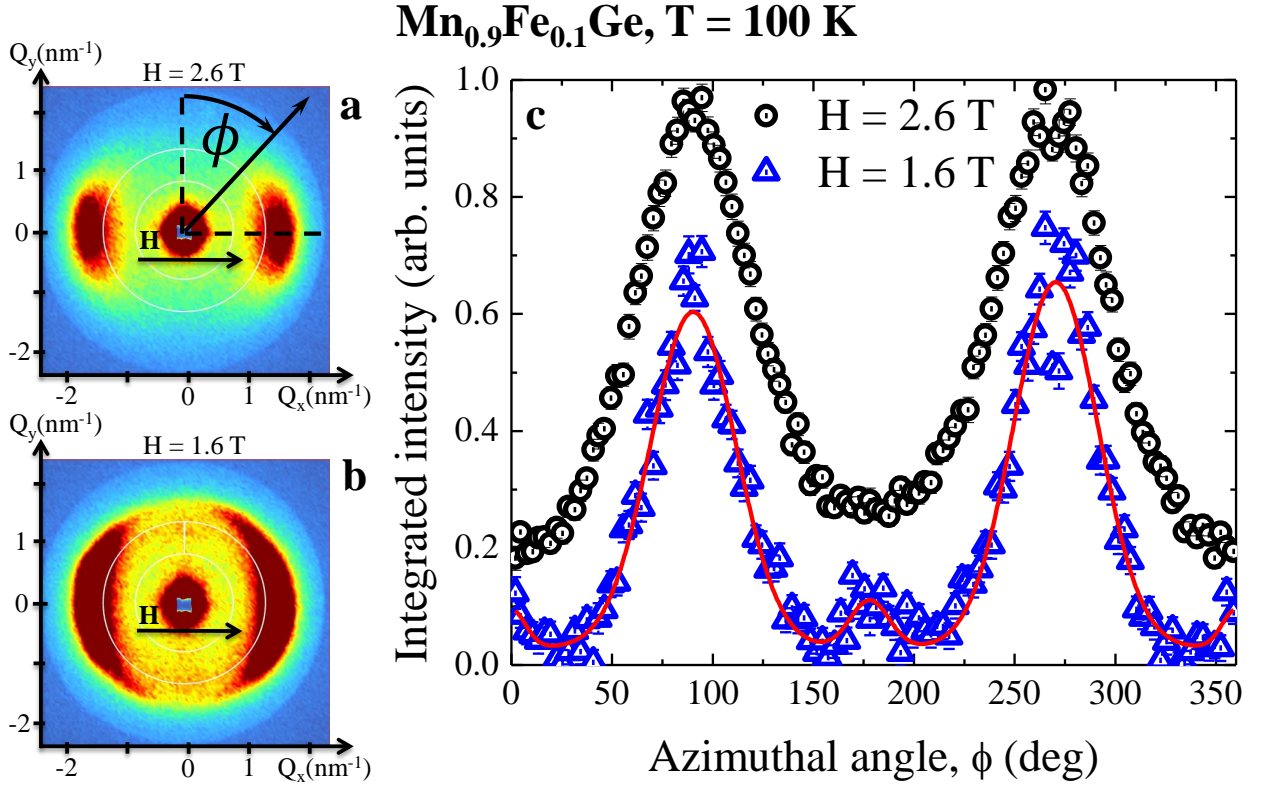 Mn0.9Fe0.1Ge, T = 100 K
Qy(nm-1)
H = 2.6 T
a
ϕ
1
0
-2
H
-2 0 1 Qx(nm-1)
Qy(nm-1)
H = 1.6 T
b
1
0
-2
H
-2 0 1 Qx(nm-1)
c
H = 2.6 T
H = 1.6 T
Integrated intensity (arb. units)
1.0
0.8
0.6
0.4
0.2
0.0
0 50 100 150 200 250 300 350
Azimuthal angle, ϕ (deg)